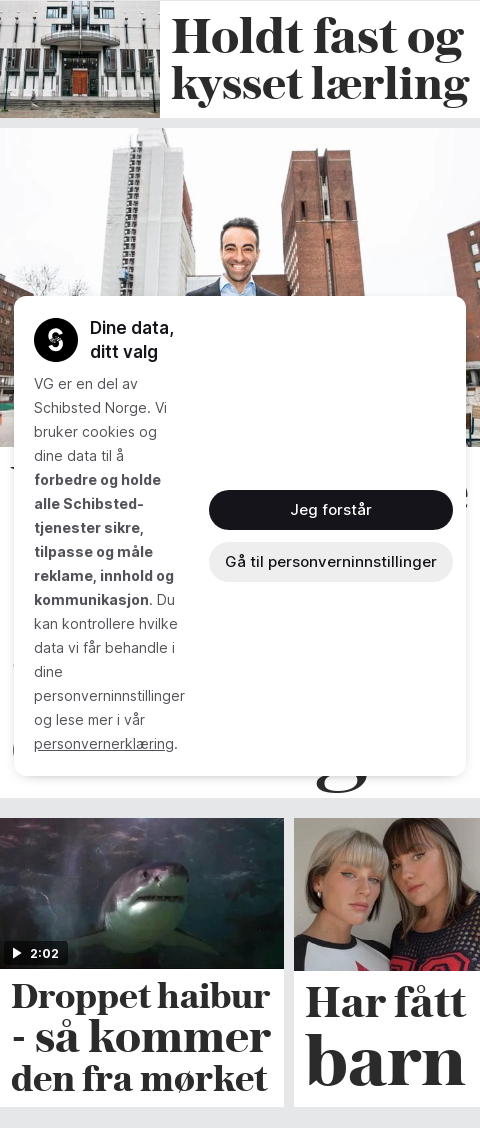 Holdt fast og
kysset lærling
Dine data,
ditt valg
VG er en del av
Schibsted Norge. Vi
bruker cookies og
dine data til å
forbedre og holde
alle Schibsted-
tjenester sikre,
tilpasse og måle
reklame, innhold og
kommunikasjon. Du
kan kontrollere hvilke
data vi får behandle i
dine
personverninnstillinger
og lese mer i vår
personvernerklæring.
Jeg forstår
Gå til personverninnstillinger
2:02
Droppet haibur
- så kommer
den fra mørket
Har fått
barn